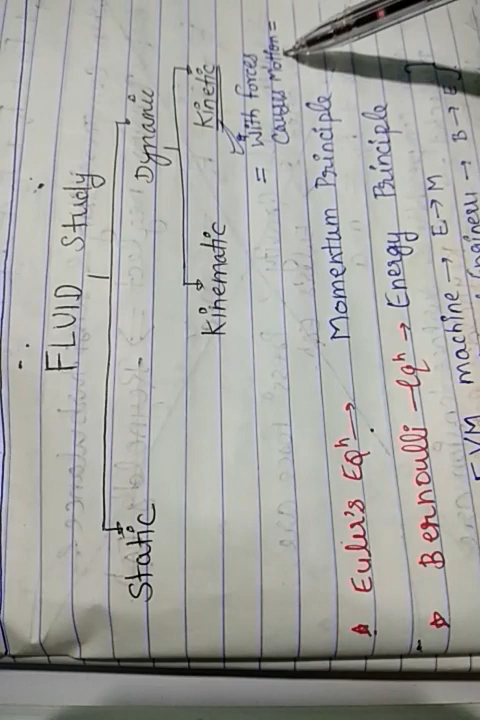 FLUID Study
Static
Dynamic
Kinematic
Kinetic
= With forces
Causes Motion =
Euler's Eqn → Momentum Principle
Bernoulli Eqn → Energy Principle
EVM machine → E→M
→ B→E